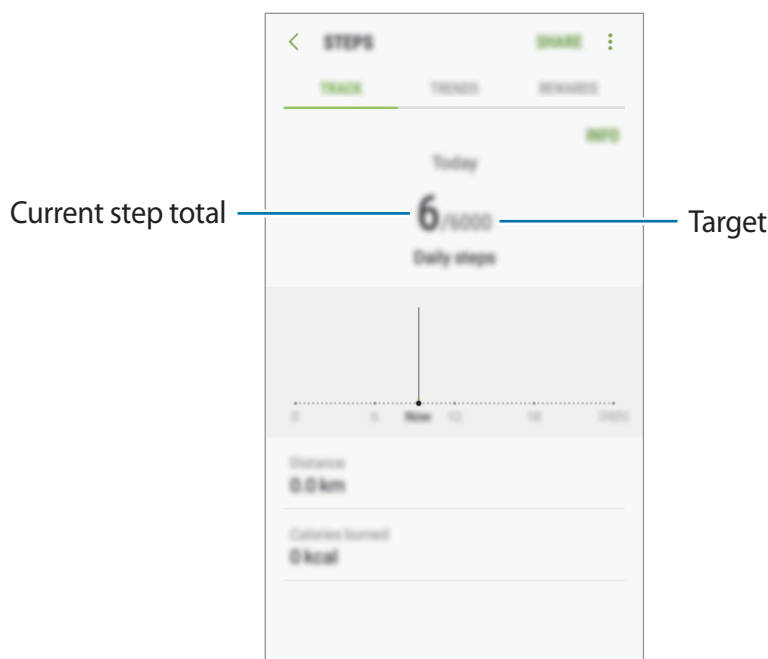 STEPS SHARE
TRACK TRENDS REWARDS
INFO
Today
Current step total 6/6000 Target
Daily steps
0 6 Now 12 18 24(h)
Distance
0.0 km
Calories burned
0 kcal